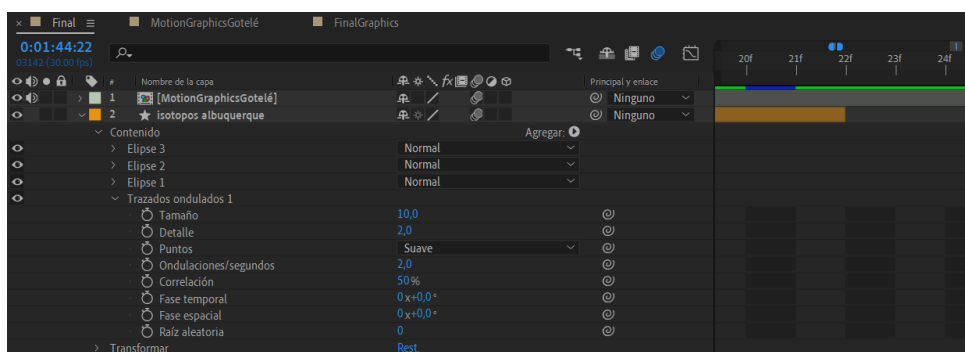 × Final ≡ MotionGraphicsGotelé FinalGraphics
0:01:44:22
03142 (30.00 fps)
20f 21f 22f 23f 24f
# Nombre de la capa fx Principal y enlace
1 [MotionGraphicsGotelé] Ninguno
2 isotopos albuquerque Ninguno
Contenido Agregar:
Elipse 3 Normal
Elipse 2 Normal
Elipse 1 Normal
Trazados ondulados 1
Tamaño 10,0
Detalle 2,0
Puntos Suave
Ondulaciones/segundos 2,0
Correlación 50%
Fase temporal 0x+0,0°
Fase espacial 0x+0,0°
Raíz aleatoria 0
Transformar Rest.